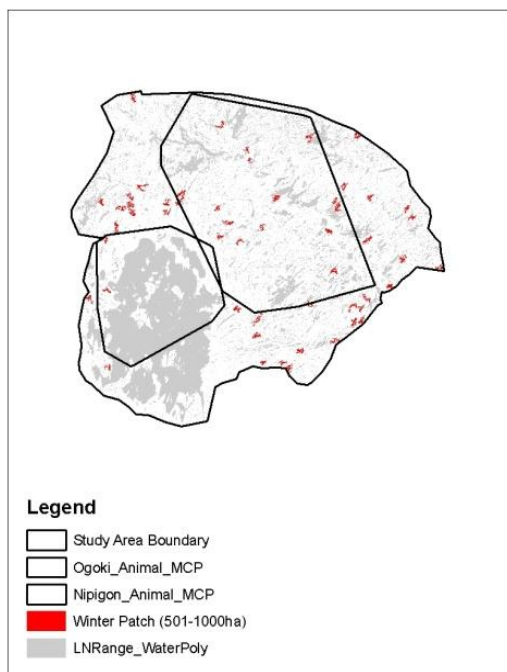 Legend
Study Area Boundary
Ogoki_Animal_MCP
Nipigon_Animal_MCP
Winter Patch (501-1000ha)
LNRange_WaterPoly